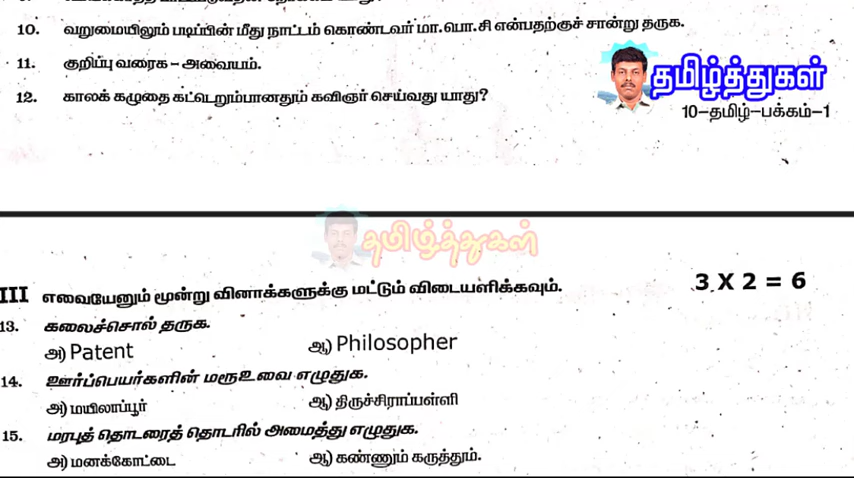 10. வறுமையிலும் படிப்பின் மீது நாட்டம் கொண்டவர் மா.பொ.சி என்பதற்குச் சான்று தருக.
11. குறிப்பு வரைக – அவையம்.
12. காலக் கழுதை கட்டெறும்பானதும் கவிஞர் செய்வது யாது?
தமிழ்த்துகள்
10–தமிழ்–பக்கம்–1
தமிழ்த்துகள்
III எவையேனும் மூன்று வினாக்களுக்கு மட்டும் விடையளிக்கவும். 3 X 2 = 6
13. கலைச்சொல் தருக.
அ) Patent ஆ) Philosopher
14. ஊர்ப்பெயர்களின் மரூஉவை எழுதுக.
அ) மயிலாப்பூர் ஆ) திருச்சிராப்பள்ளி
15. மரபுத் தொடரைத் தொடரில் அமைத்து எழுதுக.
அ) மனக்கோட்டை ஆ) கண்ணும் கருத்தும்.